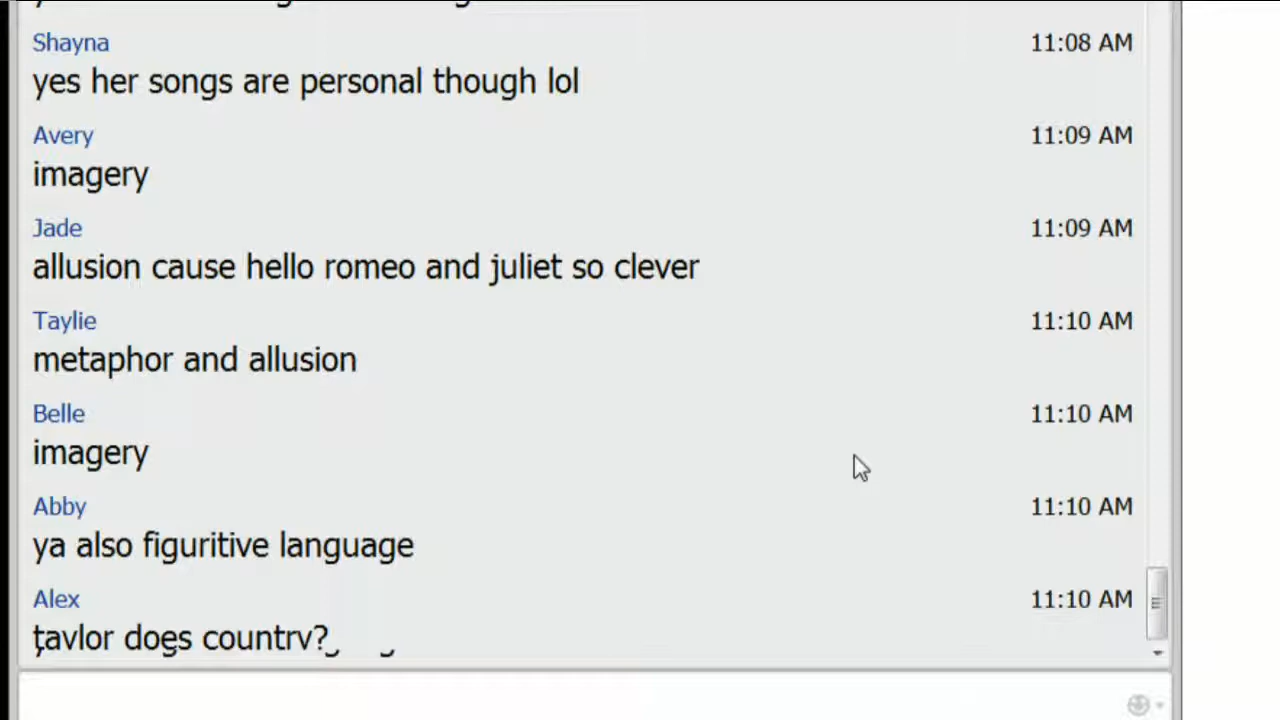 Shayna 11:08 AM
yes her songs are personal though lol
Avery 11:09 AM
imagery
Jade 11:09 AM
allusion cause hello romeo and juliet so clever
Taylie 11:10 AM
metaphor and allusion
Belle 11:10 AM
imagery
Abby 11:10 AM
ya also figuritive language
Alex 11:10 AM
taylor does country?